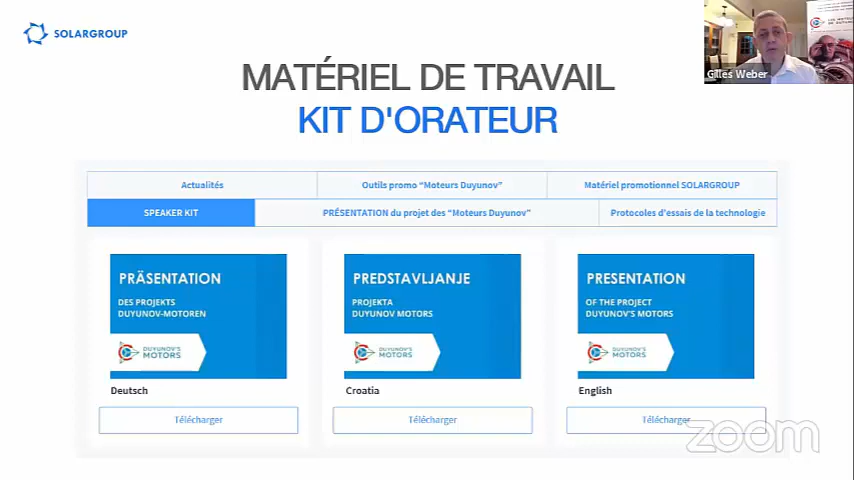 SOLARGROUP
Gilles Weber
MATÉRIEL DE TRAVAIL
KIT D'ORATEUR
Actualités
Outils promo “Moteurs Duyunov”
Matériel promotionnel SOLARGROUP
SPEAKER KIT
PRÉSENTATION du projet des “Moteurs Duyunov”
Protocoles d'essais de la technologie
PRÄSENTATION
DES PROJEKTS
DUYUNOV-MOTOREN
DUYUNOV'S
MOTORS
Deutsch
Télécharger
PREDSTAVLJANJE
PROJEKTA
DUYUNOV MOTORS
DUYUNOV'S
MOTORS
Croatia
Télécharger
PRESENTATION
OF THE PROJECT
DUYUNOV'S MOTORS
DUYUNOV'S
MOTORS
English
Télécharger
zoom